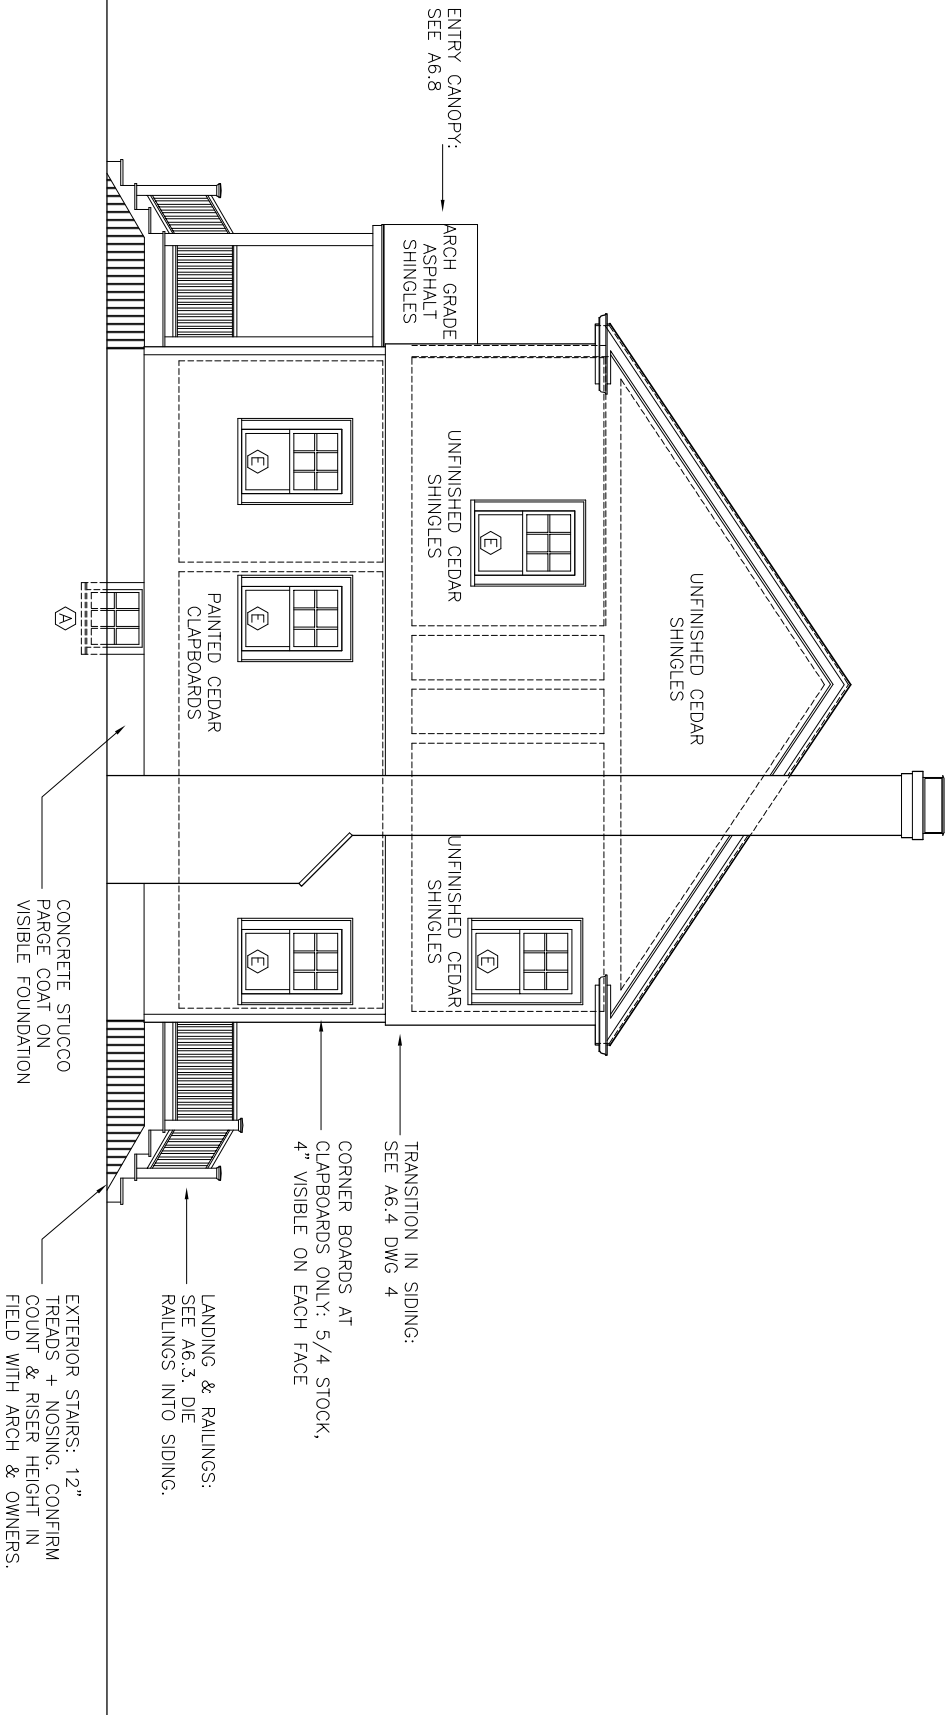 ENTRY CANOPY:
SEE A6.8
ARCH GRADE
ASPHALT
SHINGLES
UNFINISHED CEDAR
SHINGLES
UNFINISHED CEDAR
SHINGLES
UNFINISHED CEDAR
SHINGLES
E
E
E
E
E
PAINTED CEDAR
CLAPBOARDS
A
TRANSITION IN SIDING:
SEE A6.4 DWG 4
CORNER BOARDS AT
CLAPBOARDS ONLY: 5/4 STOCK,
4" VISIBLE ON EACH FACE
LANDING & RAILINGS:
SEE A6.3. DIE
RAILINGS INTO SIDING.
CONCRETE STUCCO
PARGE COAT ON
VISIBLE FOUNDATION
EXTERIOR STAIRS: 12"
TREADS + NOSING. CONFIRM
COUNT & RISER HEIGHT IN
FIELD WITH ARCH & OWNERS.